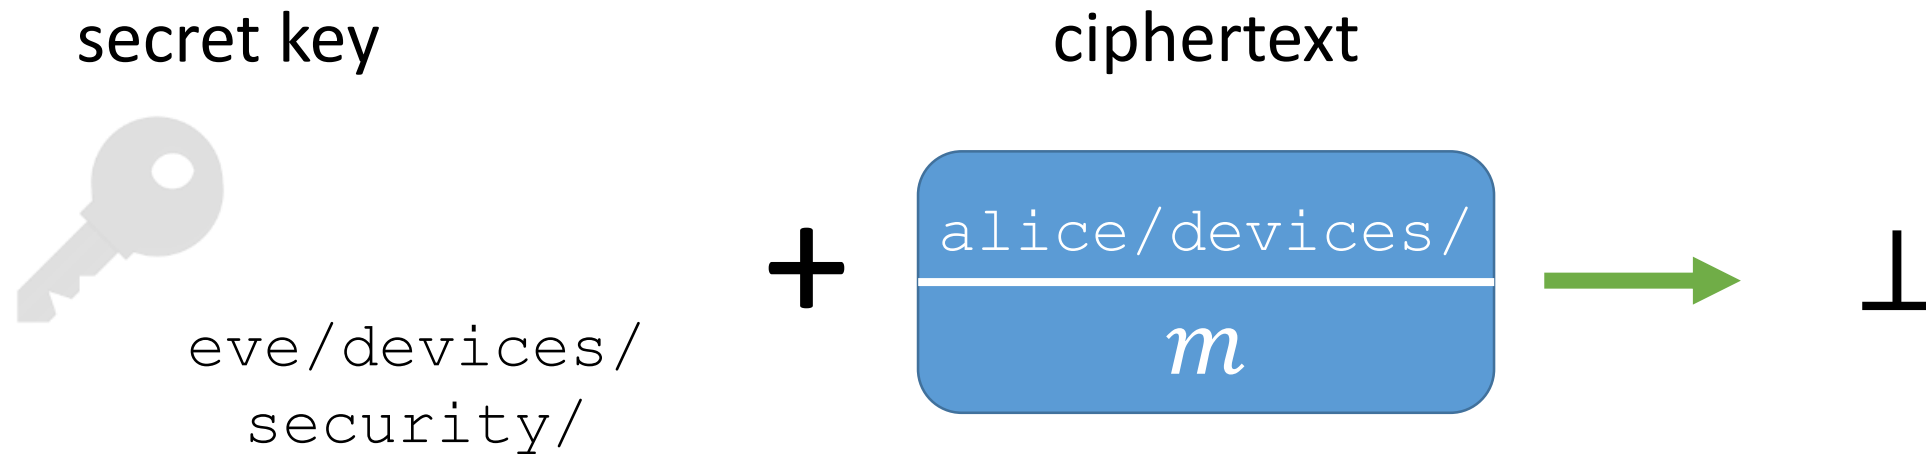 secret key
ciphertext
eve/devices/
security/
+
alice/devices/
m
⊥